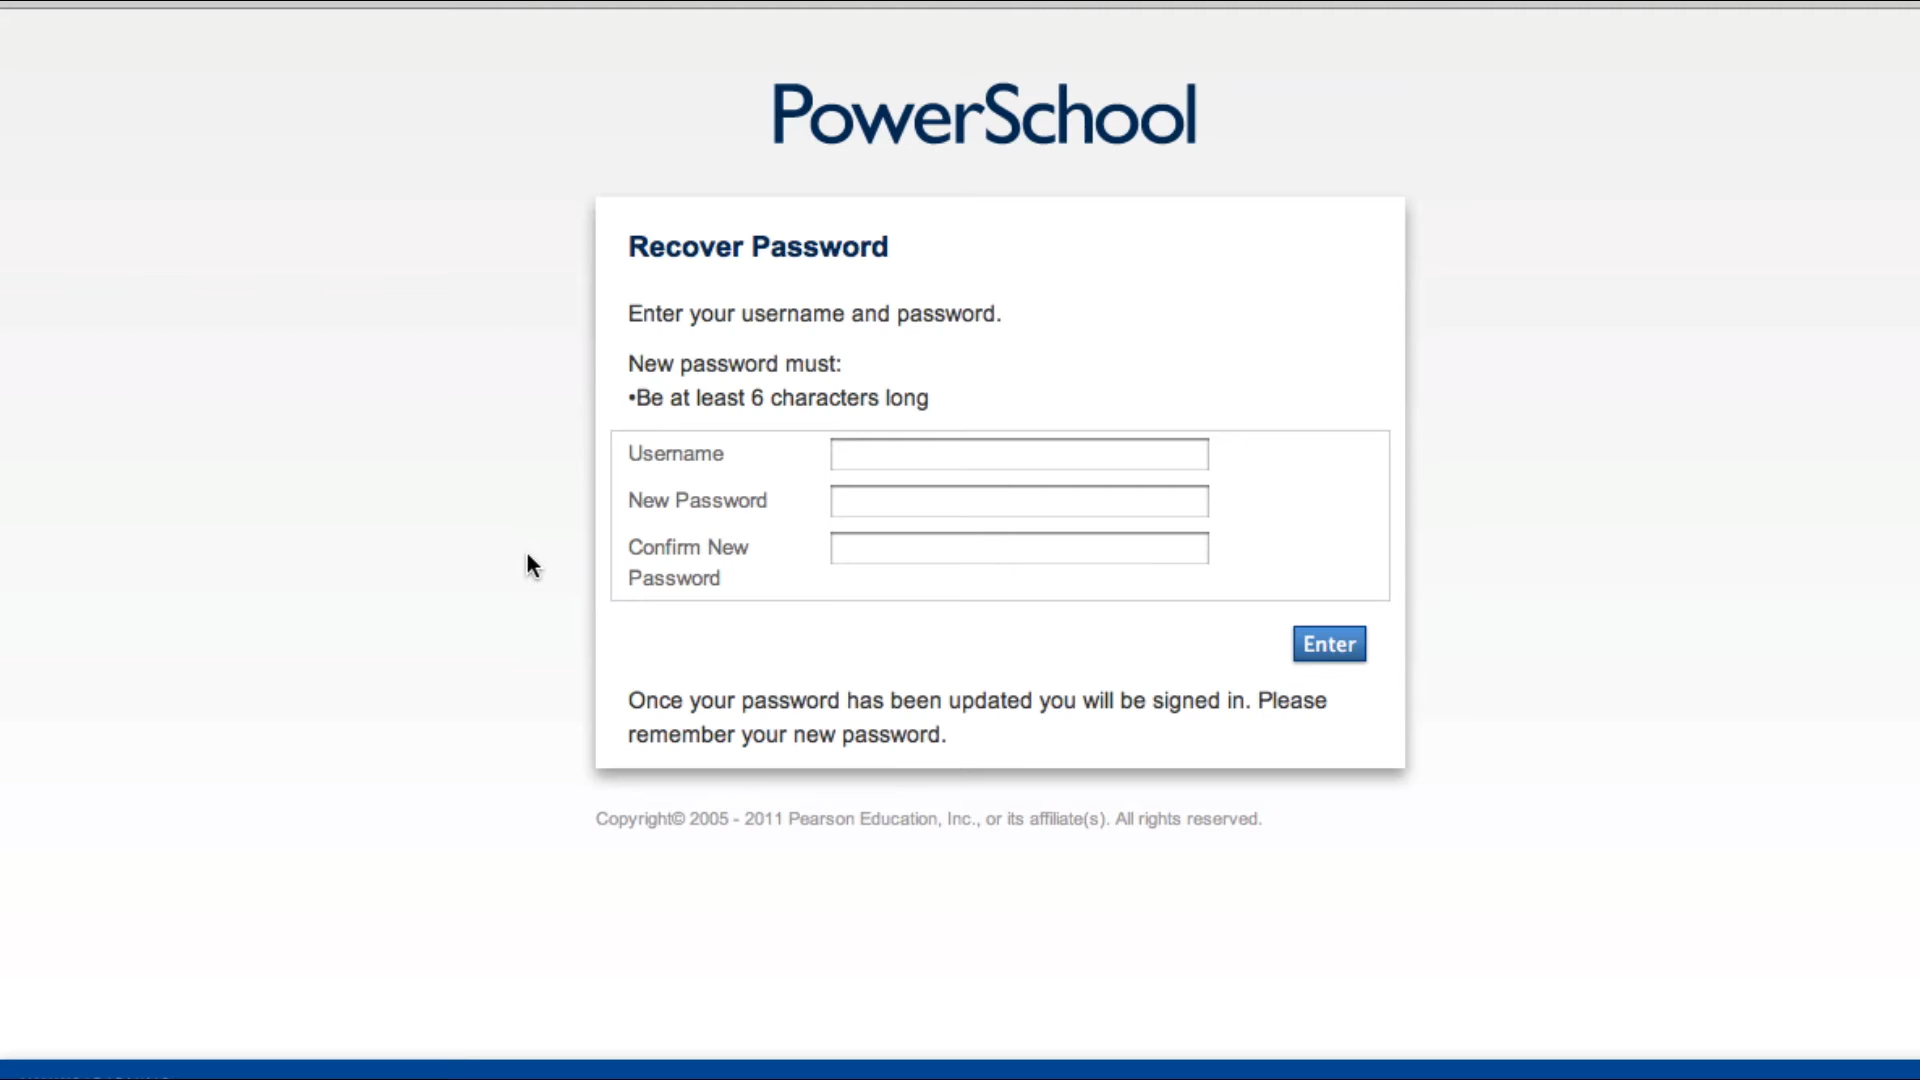 PowerSchool
Recover Password
Enter your username and password.
New password must:
•Be at least 6 characters long
Username
New Password
Confirm New
Password
Enter
Once your password has been updated you will be signed in. Please
remember your new password.
Copyright© 2005 - 2011 Pearson Education, Inc., or its affiliate(s). All rights reserved.